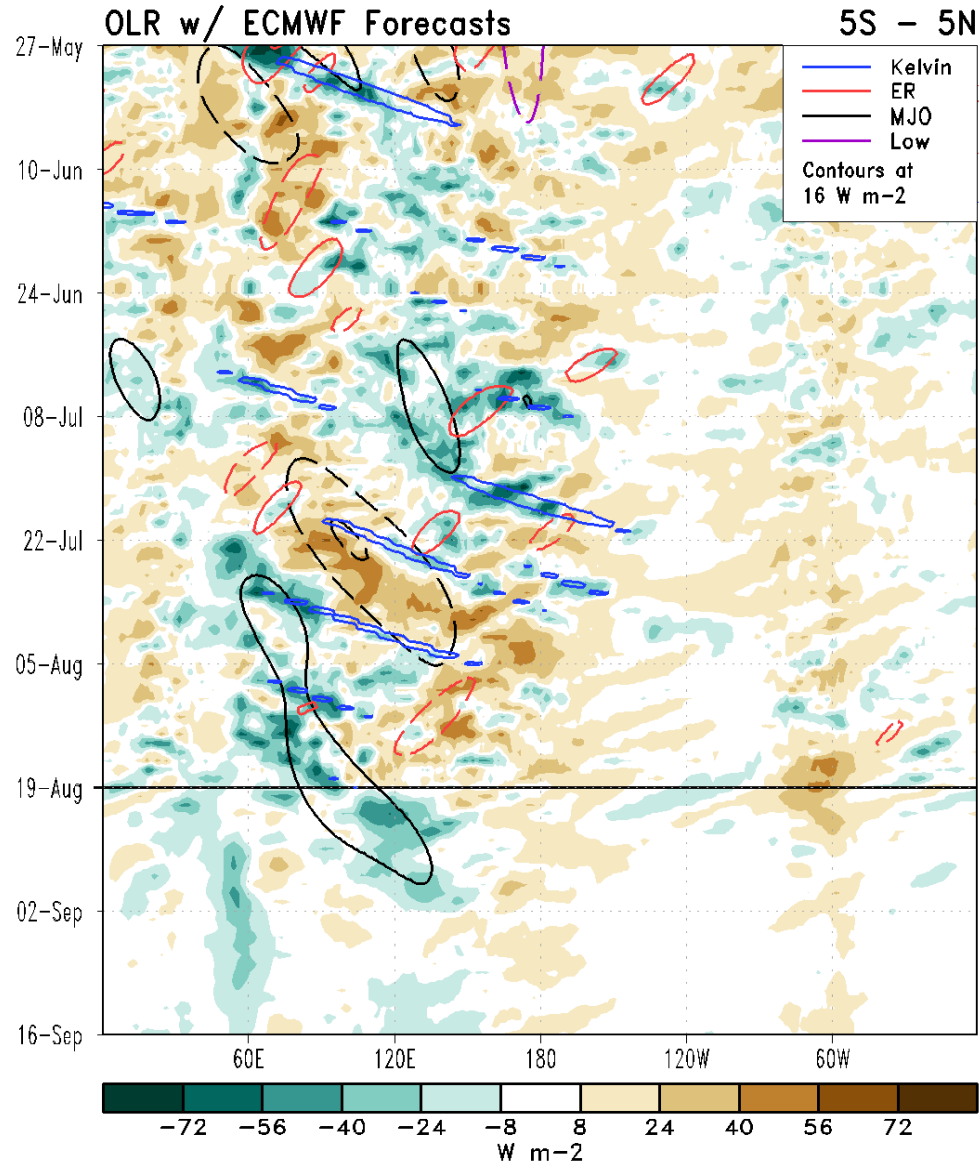 OLR w/ ECMWF Forecasts 5S - 5N
27-May
10-Jun
24-Jun
08-Jul
22-Jul
05-Aug
19-Aug
02-Sep
16-Sep
Kelvin
ER
MJO
Low
Contours at
16 W m-2
60E 120E 180 120W 60W
-72 -56 -40 -24 -8 8 24 40 56 72
W m-2